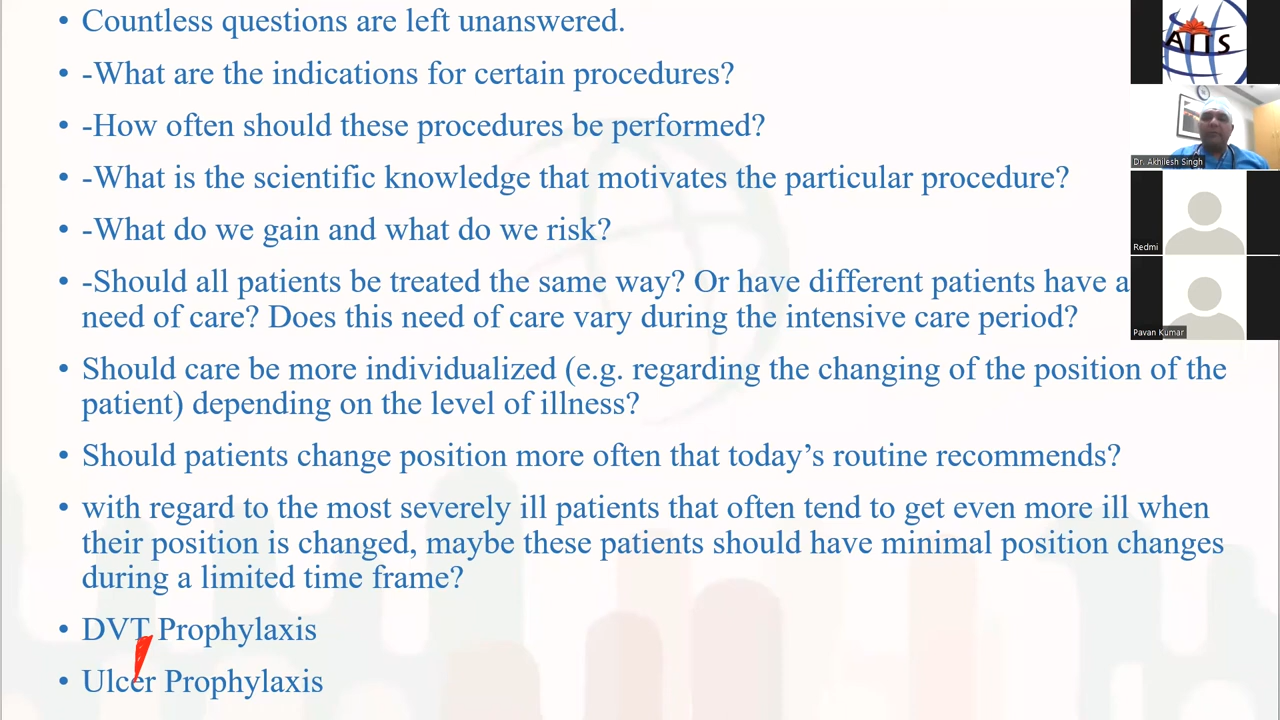 • Countless questions are left unanswered.
• -What are the indications for certain procedures?
• -How often should these procedures be performed?
• -What is the scientific knowledge that motivates the particular procedure?
• -What do we gain and what do we risk?
• -Should all patients be treated the same way? Or have different patients have a
need of care? Does this need of care vary during the intensive care period?
• Should care be more individualized (e.g. regarding the changing of the position of the
patient) depending on the level of illness?
• Should patients change position more often that today’s routine recommends?
• with regard to the most severely ill patients that often tend to get even more ill when
their position is changed, maybe these patients should have minimal position changes
during a limited time frame?
• DVT Prophylaxis
• Ulcer Prophylaxis
AIIS
Dr. Akhilesh Singh
Redmi
Pavan Kumar